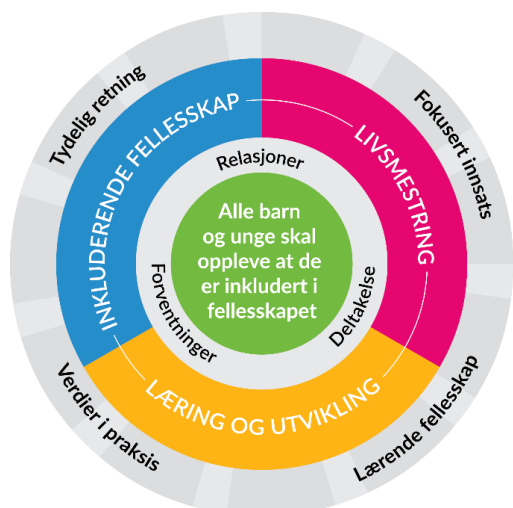 Tydelig retning
Fokusert innsats
INKLUDERENDE FELLESSKAP
LIVSMESTRING
Relasjoner
Alle barn
og unge skal
oppleve at de
er inkludert i
fellesskapet
Forventninger
Deltakelse
LÆRING OG UTVIKLING
Verdier i praksis
Lærende fellesskap